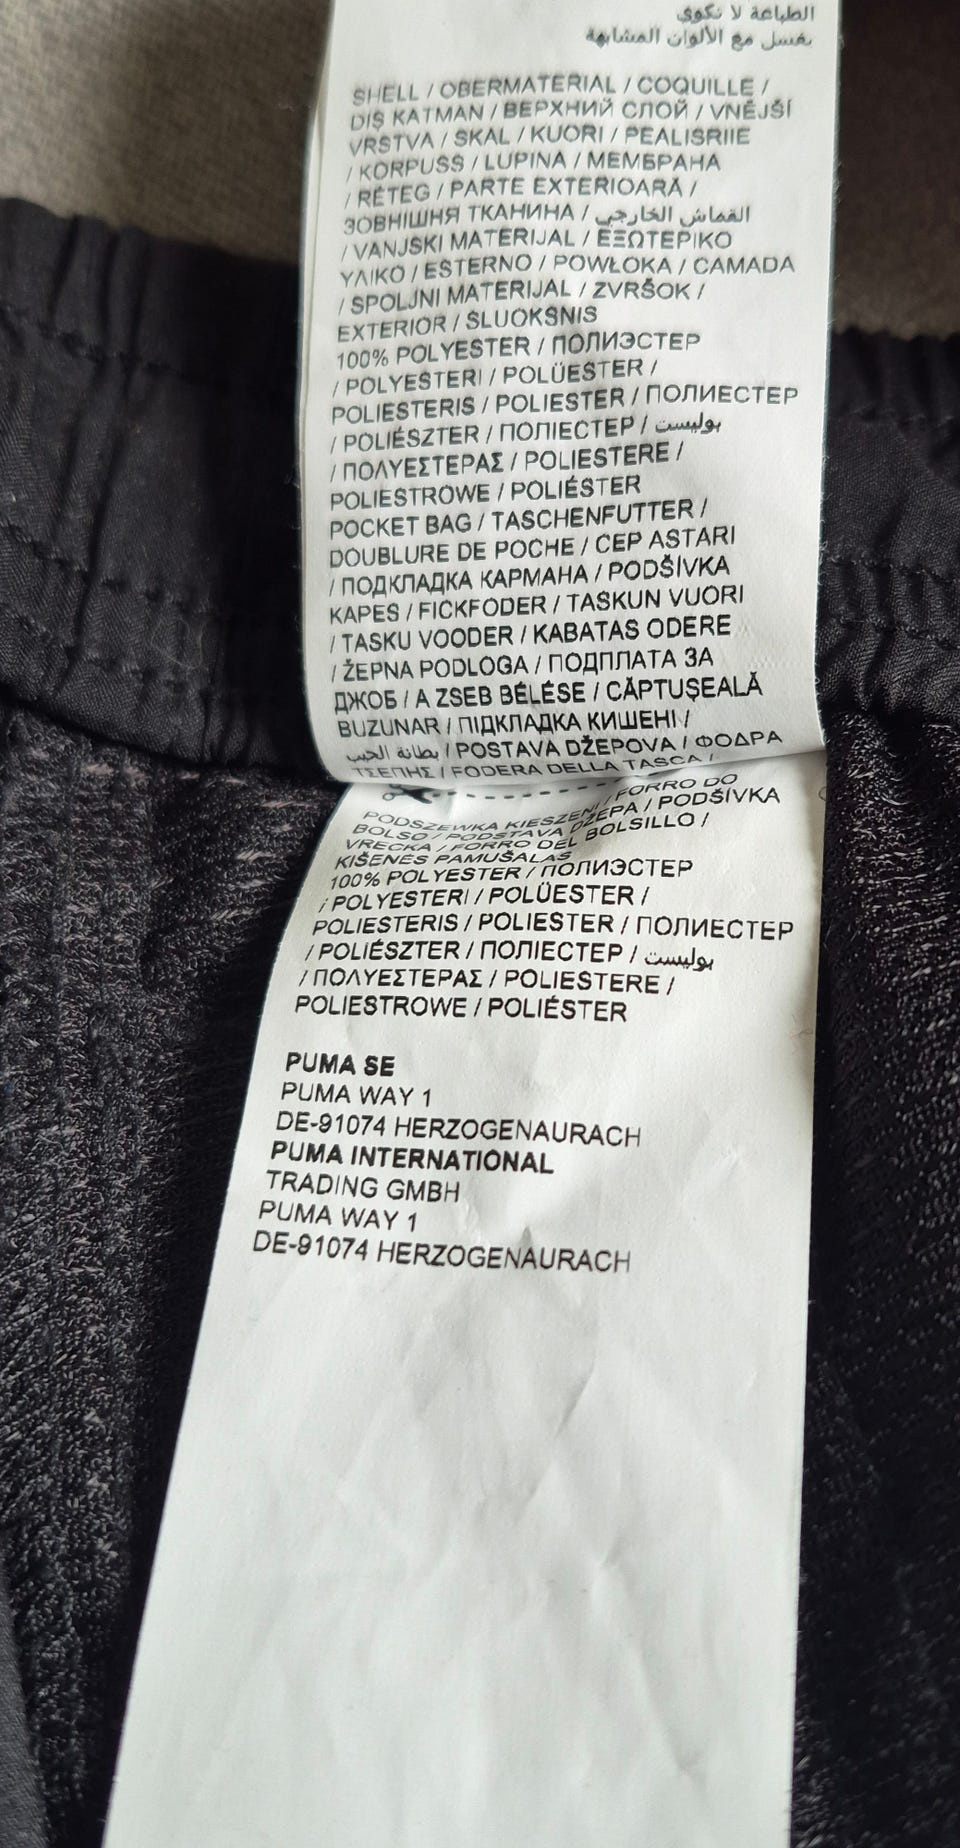 الطباعة لا تكوي
يغسل مع الألوان المشابهة
SHELL / OBERMATERIAL / COQUILLE /
DIŞ KATMAN / ВЕРХНИЙ СЛОЙ / VNĚJŠÍ
VRSTVA / SKAL / KUORI / PEALISRIIE
/ KORPUSS / LUPINA / МЕМБРАНА
/ RÉTEG / PARTE EXTERIOARĂ /
ЗОВНІШНЯ ТКАНИНА / القماش الخارجي
/ VANJSKI MATERIJAL / ΕΞΩΤΕΡΙΚΟ
ΥΛΙΚΟ / ESTERNO / POWŁOKA / CAMADA
/ SPOLJNI MATERIJAL / ZVRŠOK /
EXTERIOR / SLUOKSNIS
100% POLYESTER / ПОЛИЭСТЕР
/ POLYESTERI / POLÜESTER /
POLIESTERIS / POLIESTER / ПОЛИЕСТЕР
/ POLIÉSZTER / ПОЛІЕСТЕР / بوليست
/ ΠΟΛΥΕΣΤΕΡΑΣ / POLIESTERE /
POLIESTROWE / POLIÉSTER
POCKET BAG / TASCHENFUTTER /
DOUBLURE DE POCHE / CEP ASTARI
/ ПОДКЛАДКА КАРМАНА / PODŠÍVKA
KAPES / FICKFODER / TASKUN VUORI
/ TASKU VOODER / KABATAS ODERE
/ ŽEPNA PODLOGA / ПОДПЛАТА ЗА
ДЖОБ / A ZSEB BÉLÉSE / CĂPTUŞEALĂ
BUZUNAR / ПІДКЛАДКА КИШЕНІ /
بطانة الجيب / POSTAVA DŽEPOVA / ΦΟΔΡΑ
ΤΣΕΠΗΣ / FODERA DELLA TASCA /
PODSZEWKA KIESZENI / FORRO DO
BOLSO / PODSTAVA DŽEPA / PODŠÍVKA
VRECKA / FORRO DEL BOLSILLO /
KIŠENĖS PAMUŠALAS
100% POLYESTER / ПОЛИЭСТЕР
/ POLYESTERI / POLÜESTER /
POLIESTERIS / POLIESTER / ПОЛИЕСТЕР
/ POLIÉSZTER / ПОЛІЕСТЕР / بوليست
/ ΠΟΛΥΕΣΤΕΡΑΣ / POLIESTERE /
POLIESTROWE / POLIÉSTER
PUMA SE
PUMA WAY 1
DE-91074 HERZOGENAURACH
PUMA INTERNATIONAL
TRADING GMBH
PUMA WAY 1
DE-91074 HERZOGENAURACH